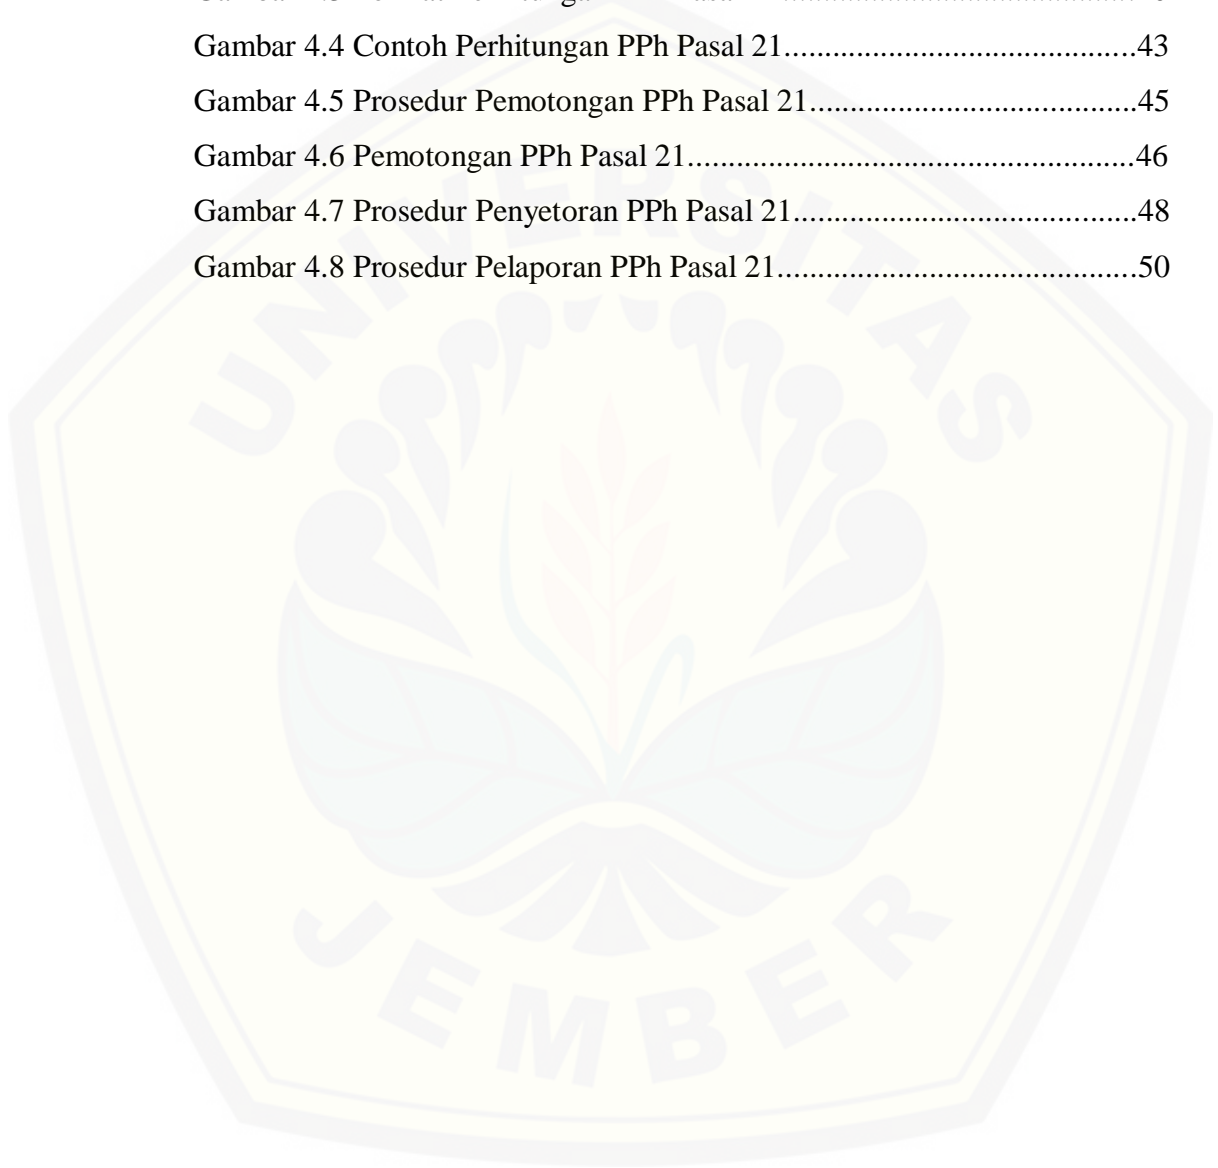 Gambar 4.4 Contoh Perhitungan PPh Pasal 21...........................................43
Gambar 4.5 Prosedur Pemotongan PPh Pasal 21........................................45
Gambar 4.6 Pemotongan PPh Pasal 21.......................................................46
Gambar 4.7 Prosedur Penyetoran PPh Pasal 21..........................................48
Gambar 4.8 Prosedur Pelaporan PPh Pasal 21............................................50
UNIVERSITAS
JEMBER